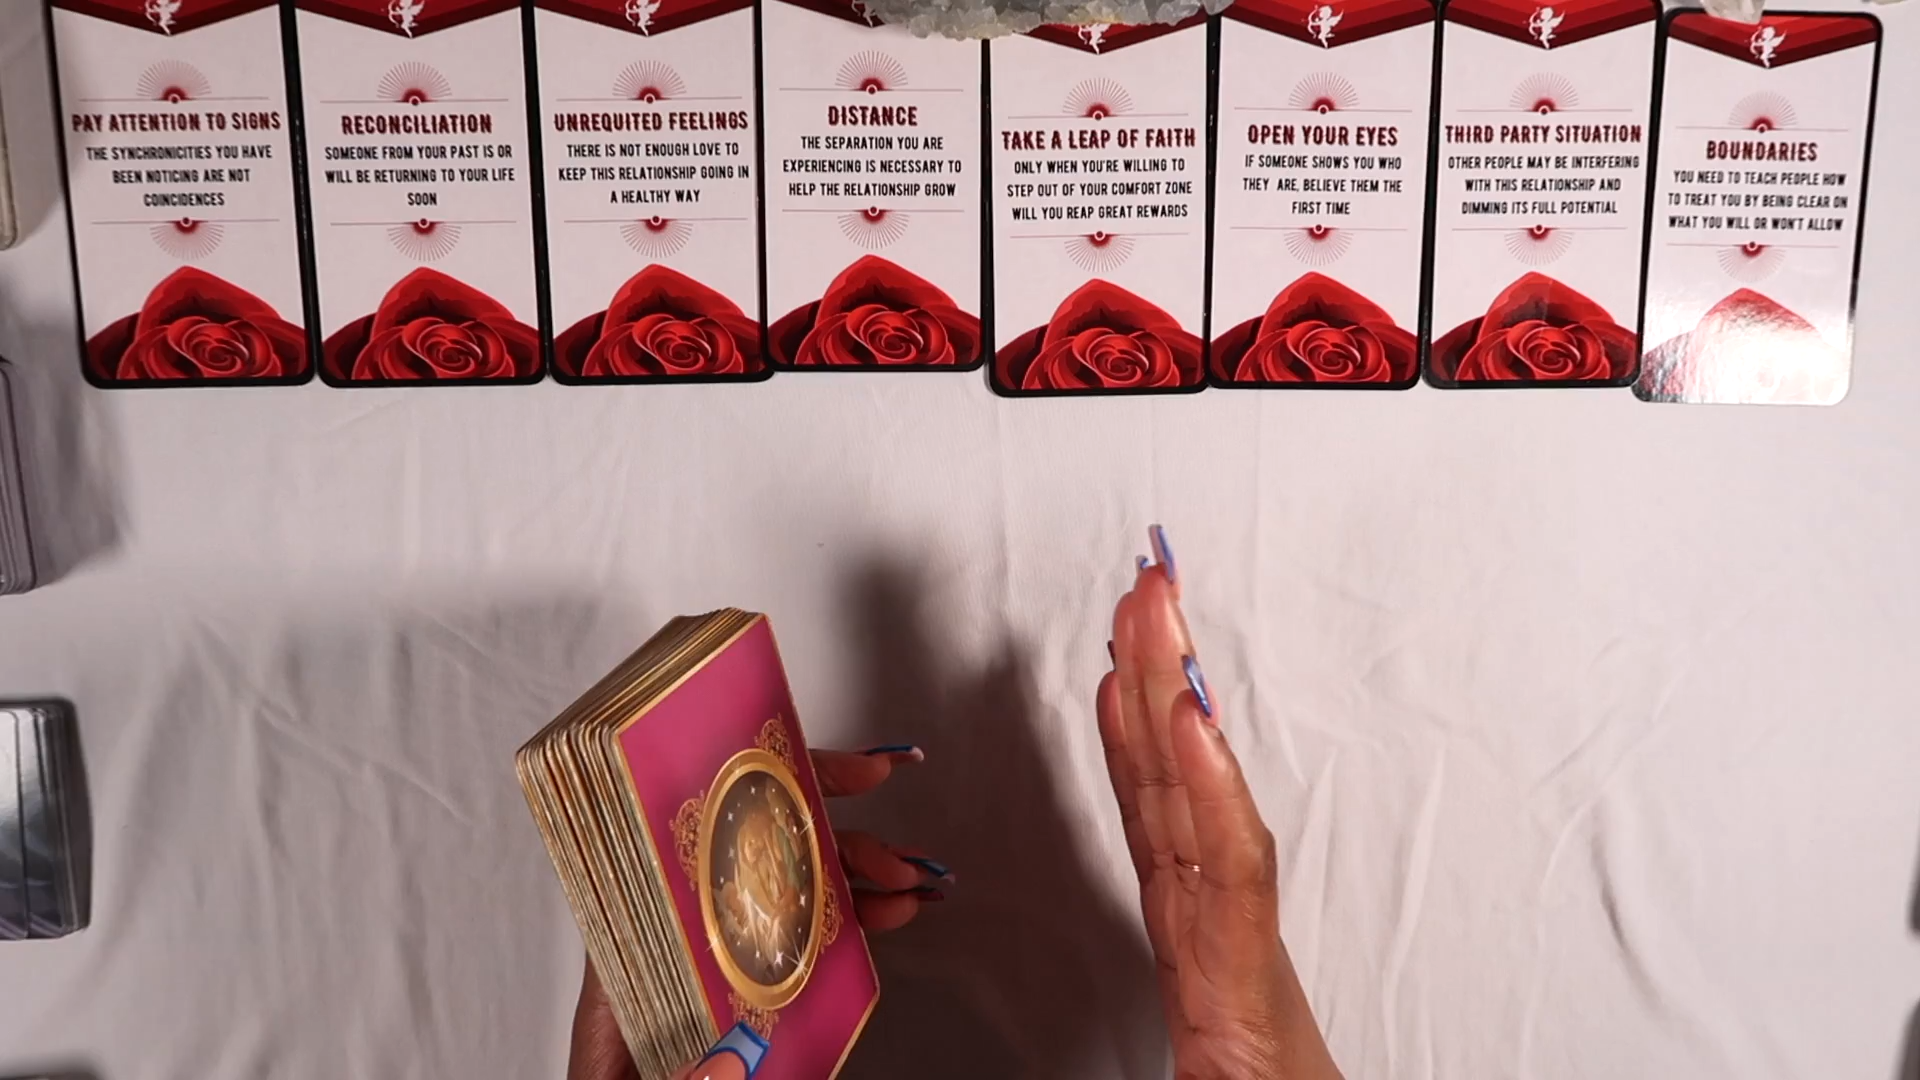 PAY ATTENTION TO SIGNS
THE SYNCHRONICITIES YOU HAVE
BEEN NOTICING ARE NOT
COINCIDENCES
RECONCILIATION
SOMEONE FROM YOUR PAST IS OR
WILL BE RETURNING TO YOUR LIFE
SOON
UNREQUITED FEELINGS
THERE IS NOT ENOUGH LOVE TO
KEEP THIS RELATIONSHIP GOING IN
A HEALTHY WAY
DISTANCE
THE SEPARATION YOU ARE
EXPERIENCING IS NECESSARY TO
HELP THE RELATIONSHIP GROW
TAKE A LEAP OF FAITH
ONLY WHEN YOU'RE WILLING TO
STEP OUT OF YOUR COMFORT ZONE
WILL YOU REAP GREAT REWARDS
OPEN YOUR EYES
IF SOMEONE SHOWS YOU WHO
THEY ARE, BELIEVE THEM THE
FIRST TIME
THIRD PARTY SITUATION
OTHER PEOPLE MAY BE INTERFERING
WITH THIS RELATIONSHIP AND
DIMMING ITS FULL POTENTIAL
BOUNDARIES
YOU NEED TO TEACH PEOPLE HOW
TO TREAT YOU BY BEING CLEAR ON
WHAT YOU WILL OR WON'T ALLOW